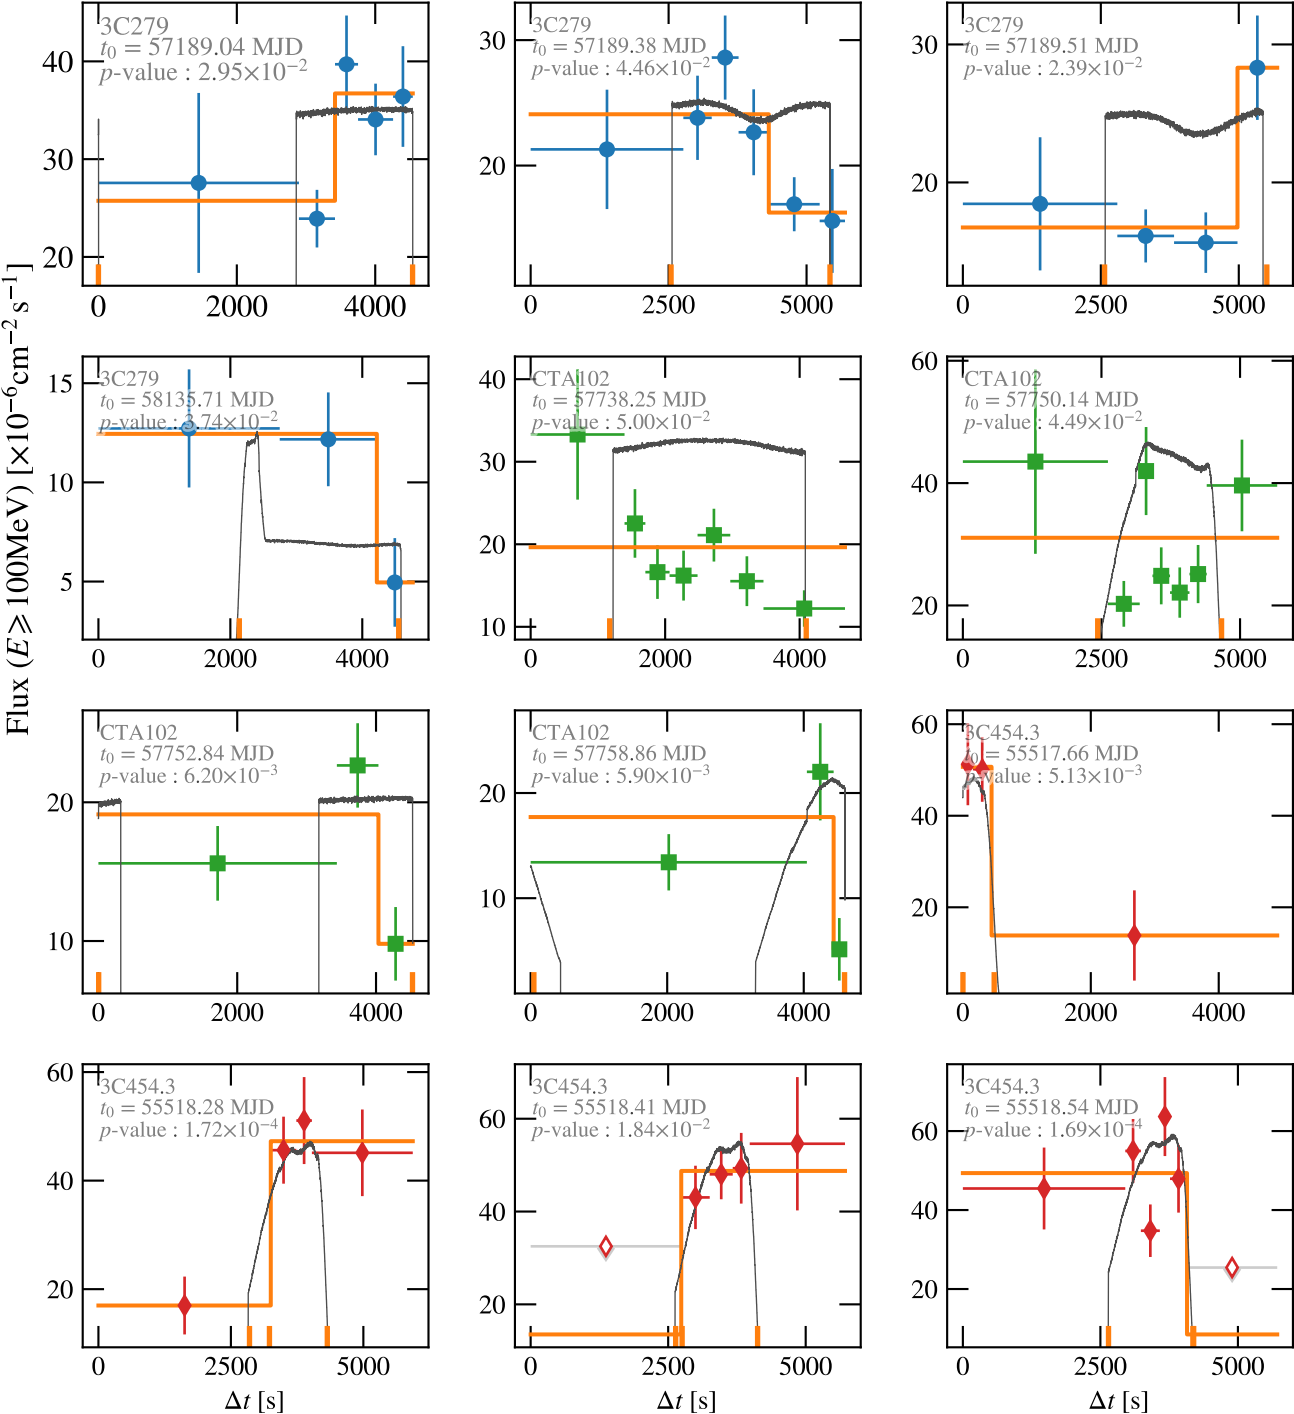 Flux (E⩾100MeV) [×10⁻⁶cm⁻² s⁻¹]
3C279
t₀ = 57189.04 MJD
p-value : 2.95×10⁻²
40
30
20
0 2000 4000
3C279
t₀ = 57189.38 MJD
p-value : 4.46×10⁻²
30
20
0 2500 5000
3C279
t₀ = 57189.51 MJD
p-value : 2.39×10⁻²
30
20
0 2500 5000
3C279
t₀ = 58135.71 MJD
p-value : 3.74×10⁻²
15
10
5
0 2000 4000
CTA102
t₀ = 57738.25 MJD
p-value : 5.00×10⁻²
40
30
20
10
0 2000 4000
CTA102
t₀ = 57750.14 MJD
p-value : 4.49×10⁻²
60
40
20
0 2500 5000
CTA102
t₀ = 57752.84 MJD
p-value : 6.20×10⁻³
20
10
0 2000 4000
CTA102
t₀ = 57758.86 MJD
p-value : 5.90×10⁻³
20
10
0 2000 4000
3C454.3
t₀ = 55517.66 MJD
p-value : 5.13×10⁻³
60
40
20
0 2000 4000
3C454.3
t₀ = 55518.28 MJD
p-value : 1.72×10⁻⁴
60
40
20
0 2500 5000
Δt [s]
3C454.3
t₀ = 55518.41 MJD
p-value : 1.84×10⁻²
60
40
20
0 2500 5000
3C454.3
t₀ = 55518.54 MJD
p-value : 1.69×10⁻⁴
60
40
20
0 2500 5000
Δt [s]
Δt [s]